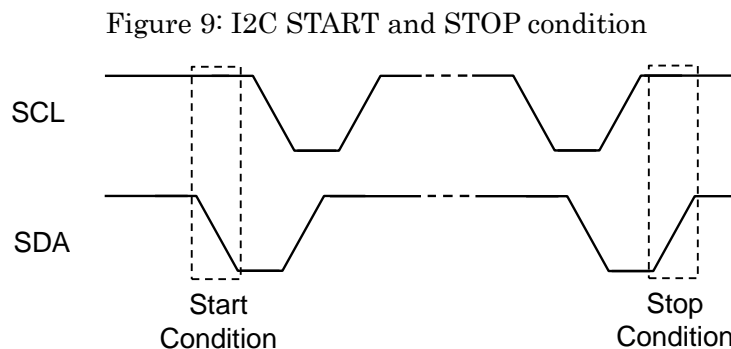 Figure 9: I2C START and STOP condition
SCL
SDA
Start
Condition
Stop
Condition